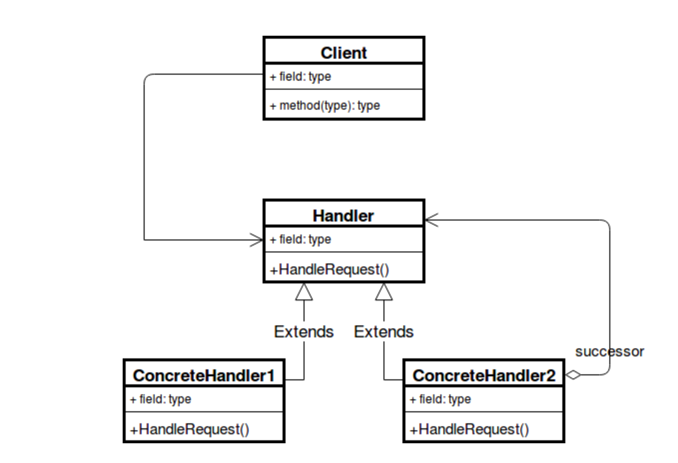 Client
+ field: type
+ method(type): type
Handler
+ field: type
+HandleRequest()
Extends
Extends
successor
ConcreteHandler1
+ field: type
+HandleRequest()
ConcreteHandler2
+ field: type
+HandleRequest()